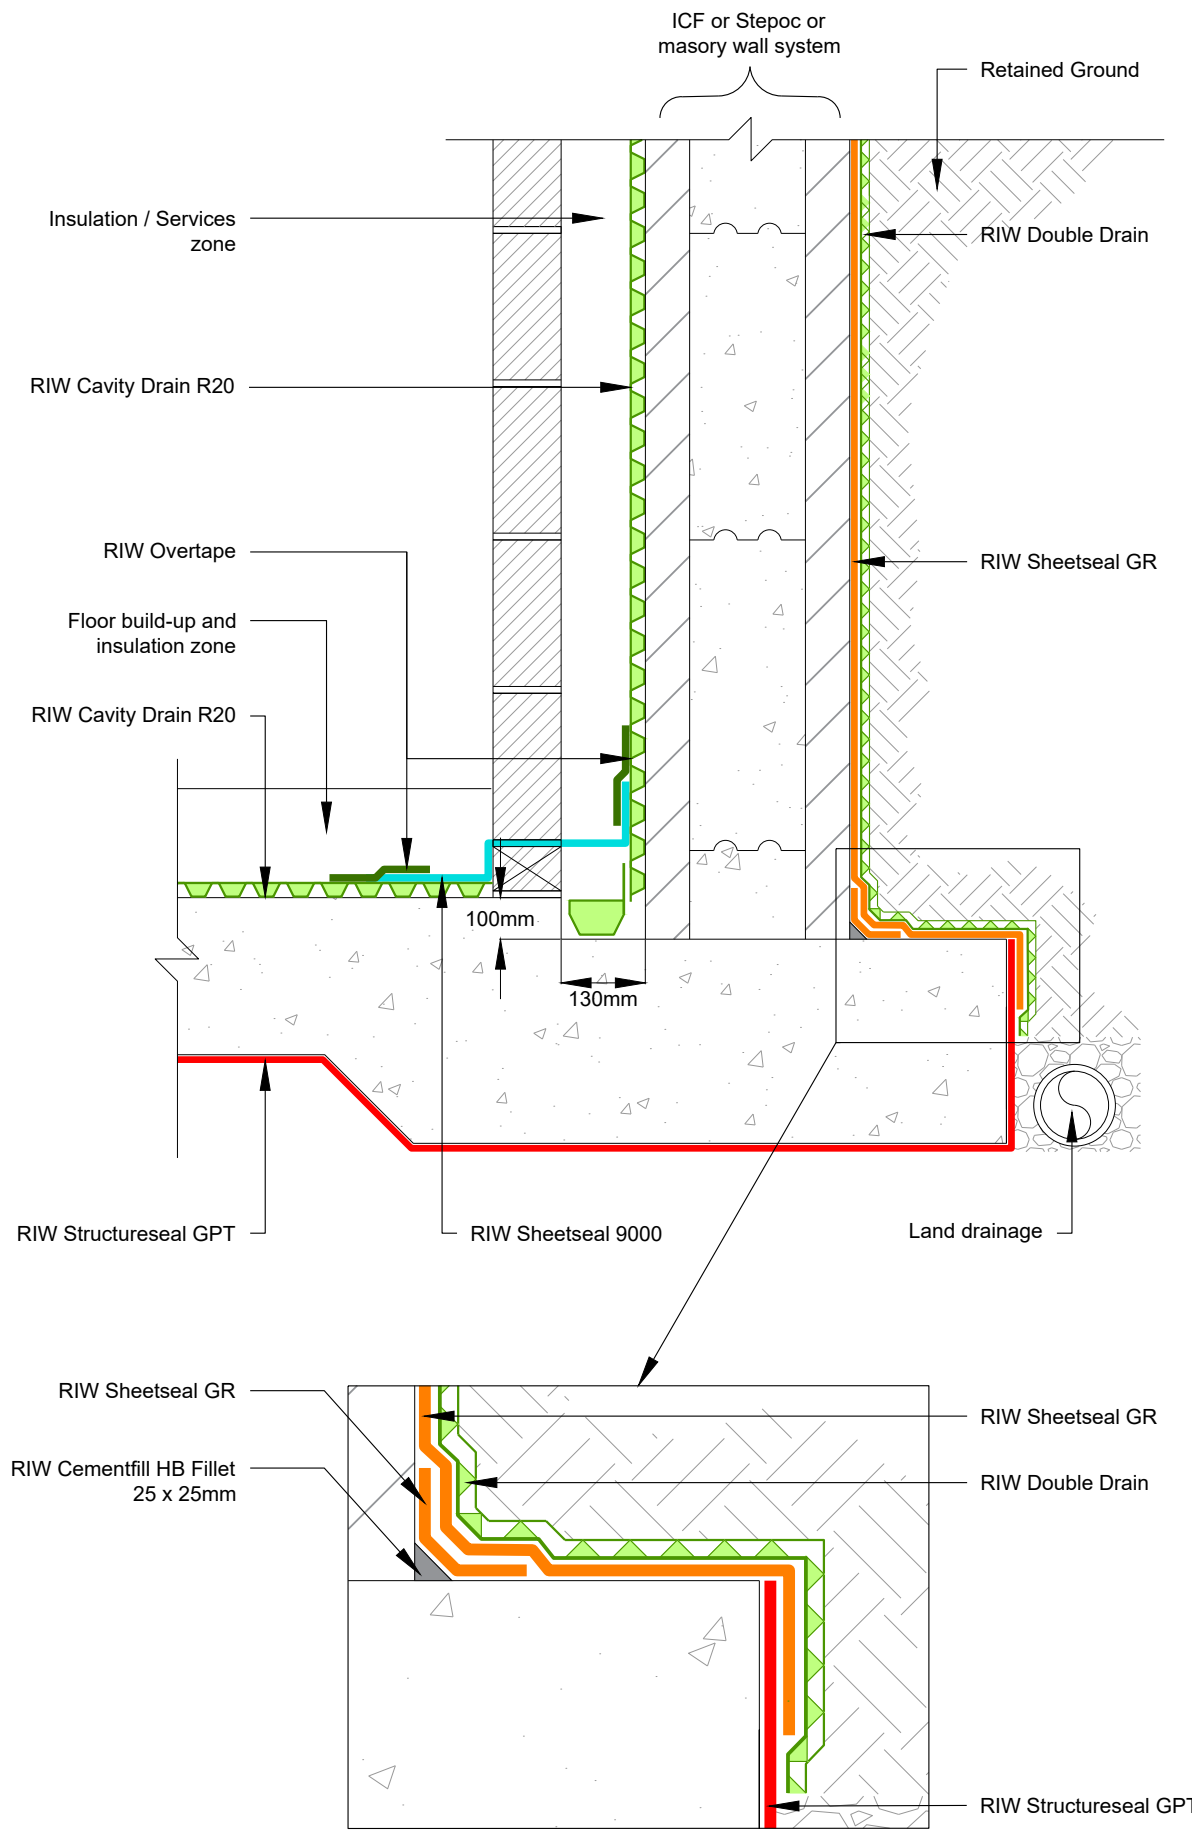 ICF or Stepoc or
masory wall system
Retained Ground
Insulation / Services
zone
RIW Double Drain
RIW Cavity Drain R20
RIW Overtape
RIW Sheetseal GR
Floor build-up and
insulation zone
RIW Cavity Drain R20
100mm
130mm
RIW Structureseal GPT
RIW Sheetseal 9000
Land drainage
RIW Sheetseal GR
RIW Sheetseal GR
RIW Cementfill HB Fillet
25 x 25mm
RIW Double Drain
RIW Structureseal GPT